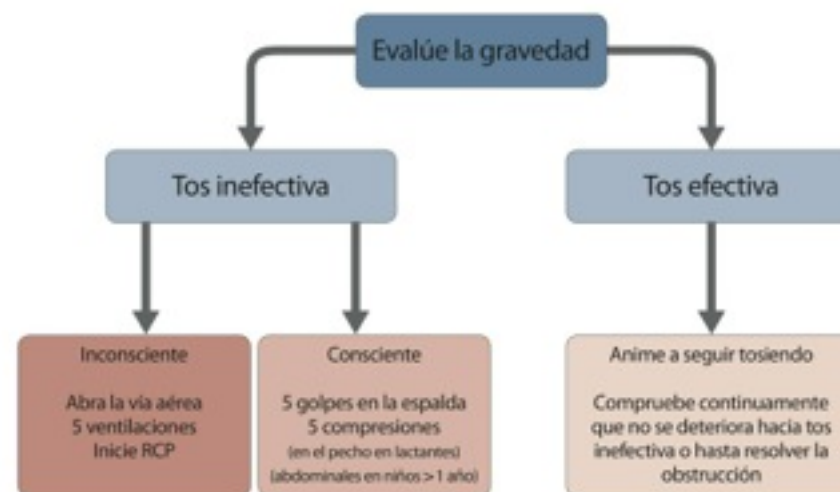 Evalúe la gravedad
Tos inefectiva
Tos efectiva
Inconsciente
Abra la vía aérea
5 ventilaciones
Inicie RCP
Consciente
5 golpes en la espalda
5 compresiones
(en el pecho en lactantes)
(abdominales en niños > 1 año)
Anime a seguir tosiendo
Compruebe continuamente
que no se deteriora hacia tos
inefectiva o hasta resolver la
obstrucción